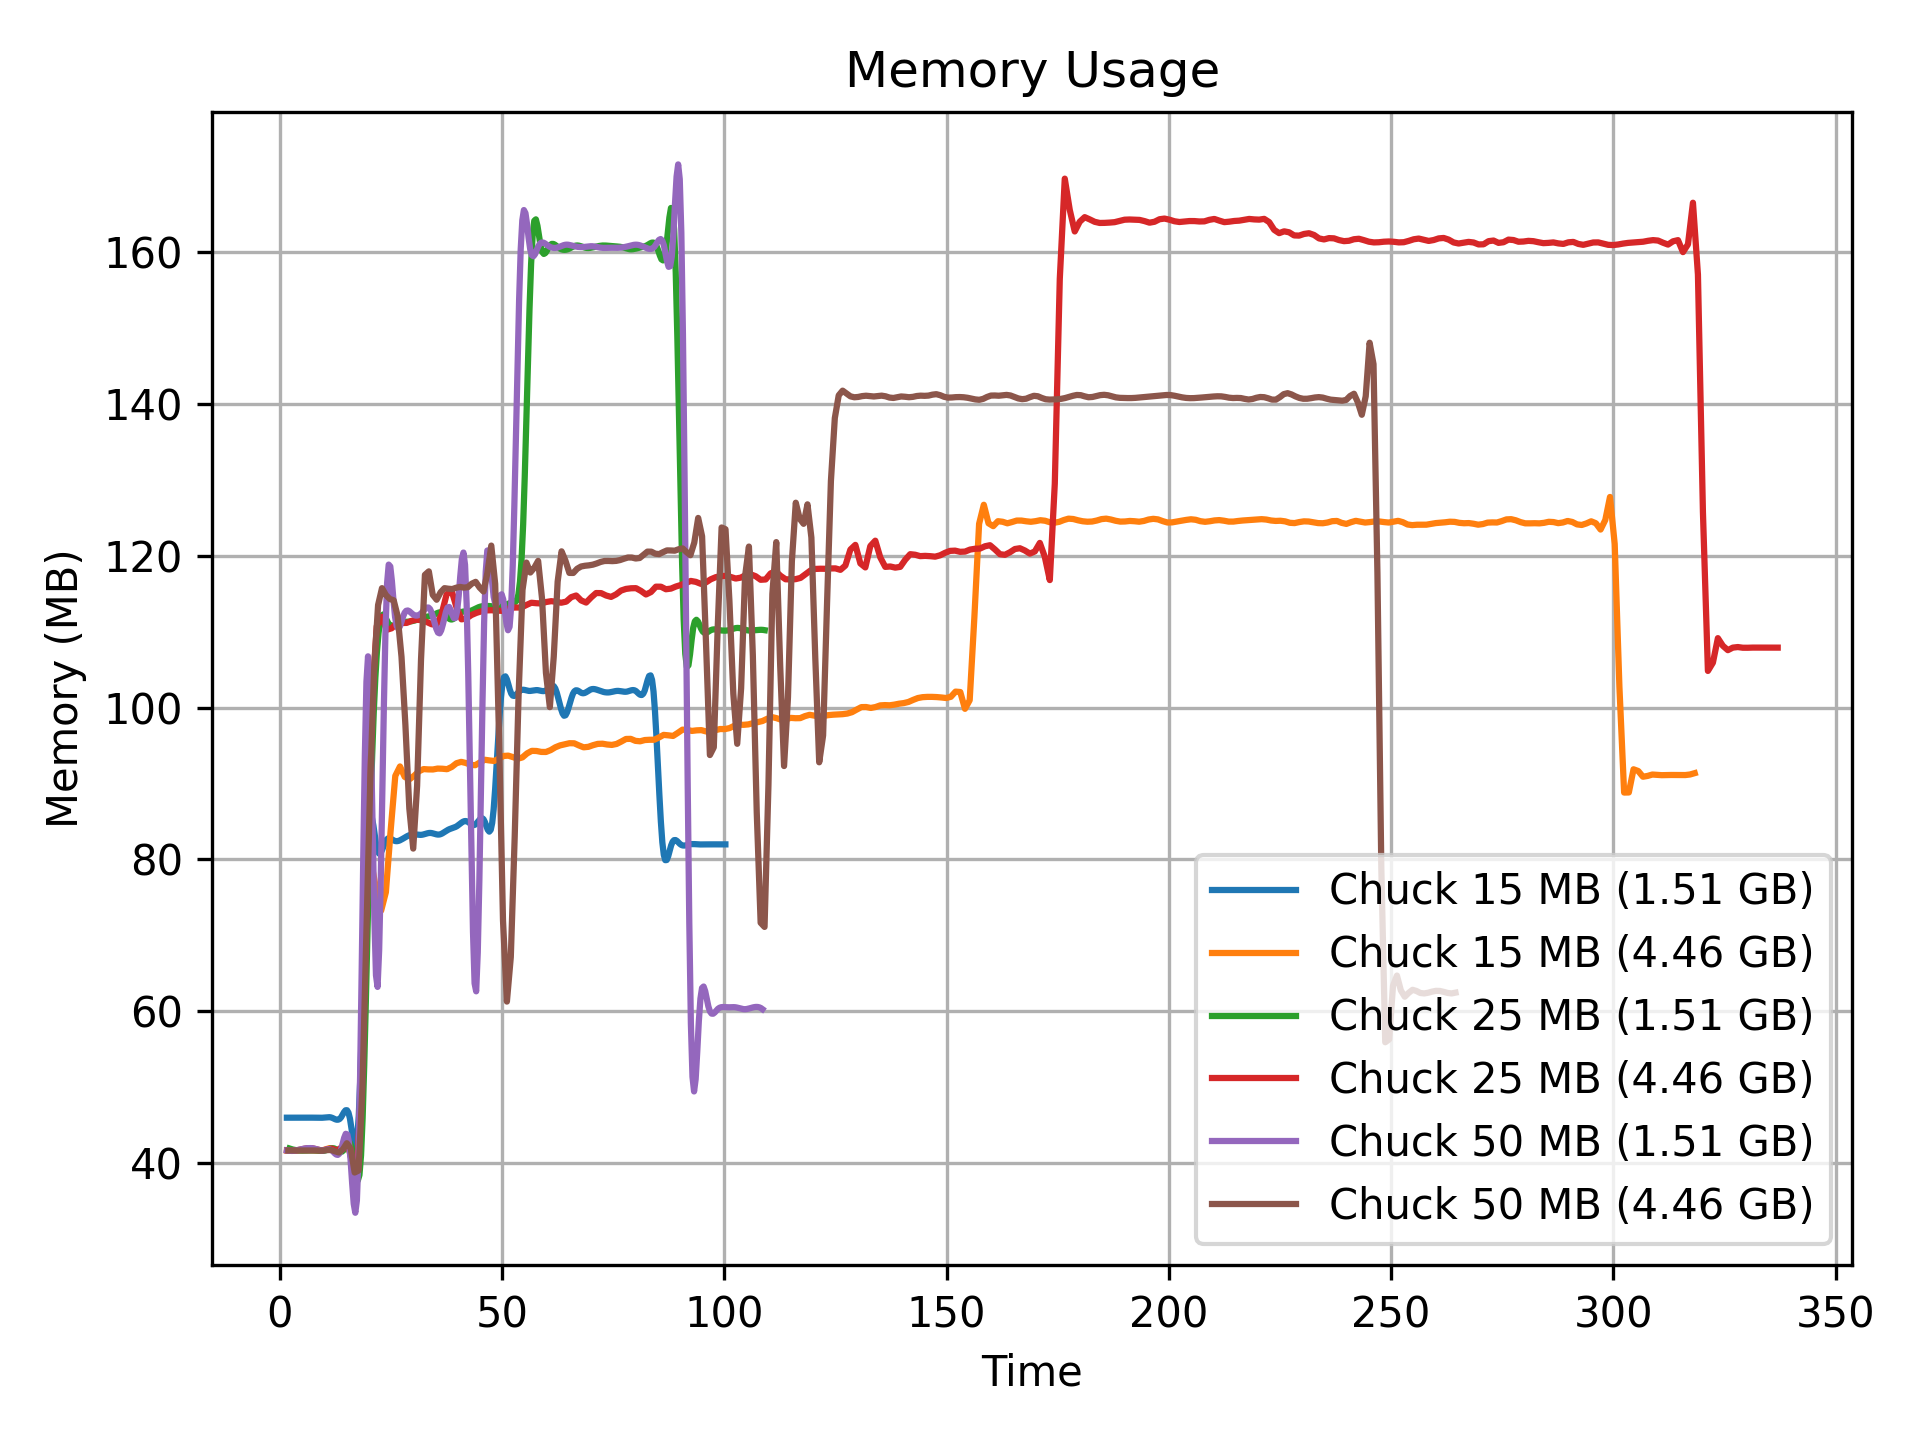 Memory Usage
Memory (MB)
160
140
120
100
80
60
40
0 50 100 150 200 250 300 350
Time
Chuck 15 MB (1.51 GB)
Chuck 15 MB (4.46 GB)
Chuck 25 MB (1.51 GB)
Chuck 25 MB (4.46 GB)
Chuck 50 MB (1.51 GB)
Chuck 50 MB (4.46 GB)